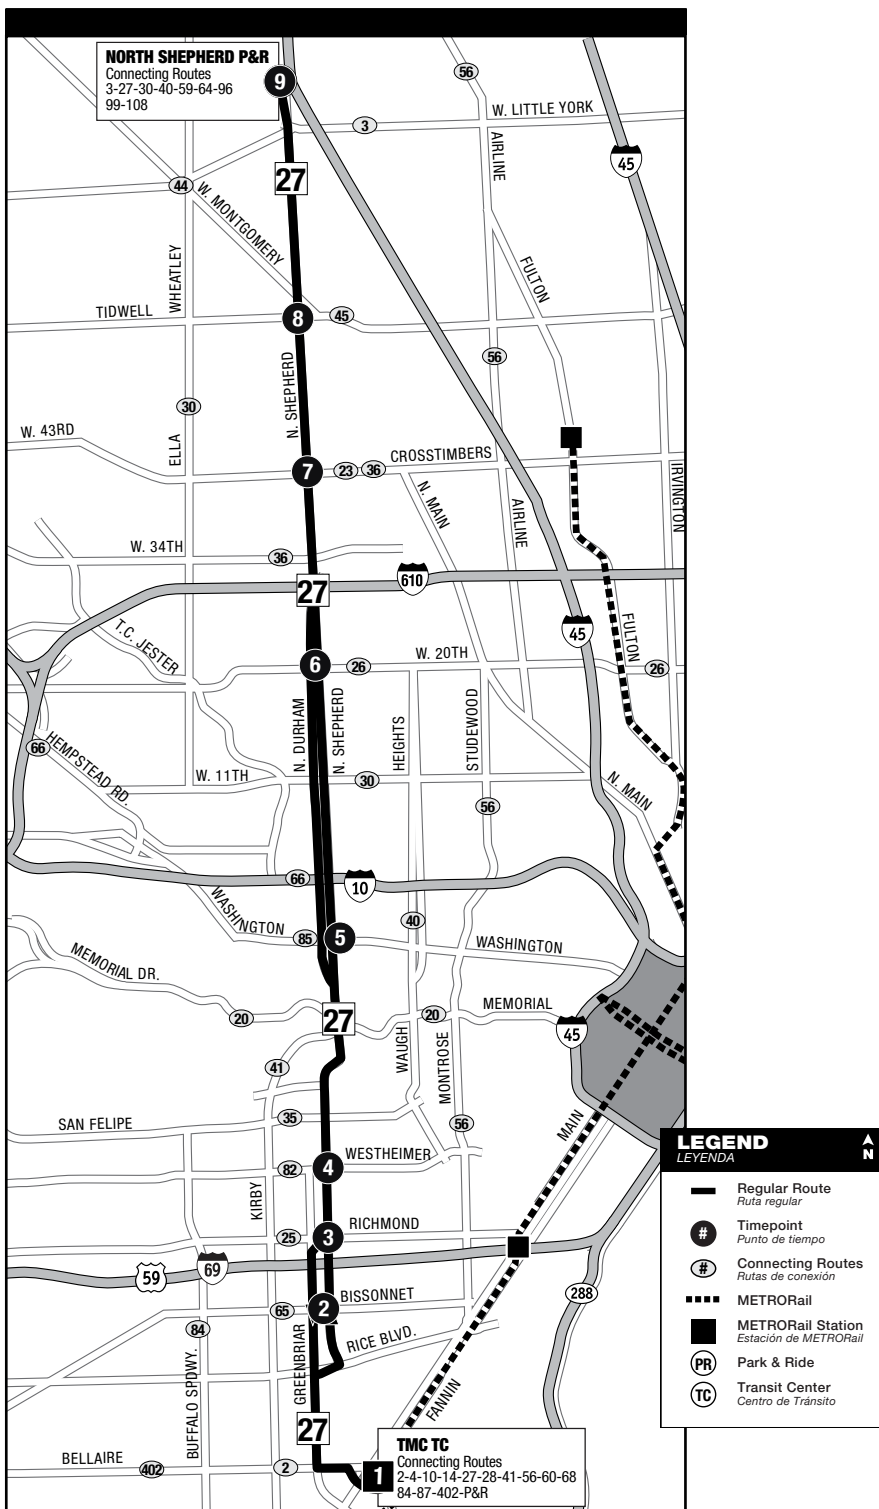 NORTH SHEPHERD P&R
Connecting Routes
3-27-30-40-59-64-96
99-108
9
56
W. LITTLE YORK
3
AIRLINE
45
27
44
W. MONTGOMERY
WHEATLEY
FULTON
TIDWELL
8
45
56
N. SHEPHERD
30
W. 43RD
ELLA
7
23
36
CROSSTIMBERS
IRVINGTON
N. MAIN
AIRLINE
W. 34TH
36
27
610
45
FULTON
T.C. JESTER
6
26
W. 20TH
26
N. DURHAM
N. SHEPHERD
HEIGHTS
STUDEWOOD
66
HEMPSTEAD RD.
W. 11TH
30
N. MAIN
56
66
10
WASHINGTON
40
85
5
WASHINGTON
MEMORIAL DR.
20
27
20
MEMORIAL
45
41
WAUGH
MONTROSE
SAN FELIPE
35
56
MAIN
82
4
WESTHEIMER
KIRBY
25
3
RICHMOND
59
69
65
2
BISSONNET
288
84
GREENBRIAR
RICE BLVD.
BUFFALO SPDWY.
FANNIN
27
BELLAIRE
402
2
1
TMC TC
Connecting Routes
2-4-10-14-27-28-41-56-60-68
84-87-402-P&R
LEGEND
LEYENDA
N
Regular Route
Ruta regular
# Timepoint
Punto de tiempo
# Connecting Routes
Rutas de conexión
METRORail
METRORail Station
Estación de METRORail
PR Park & Ride
TC Transit Center
Centro de Tránsito